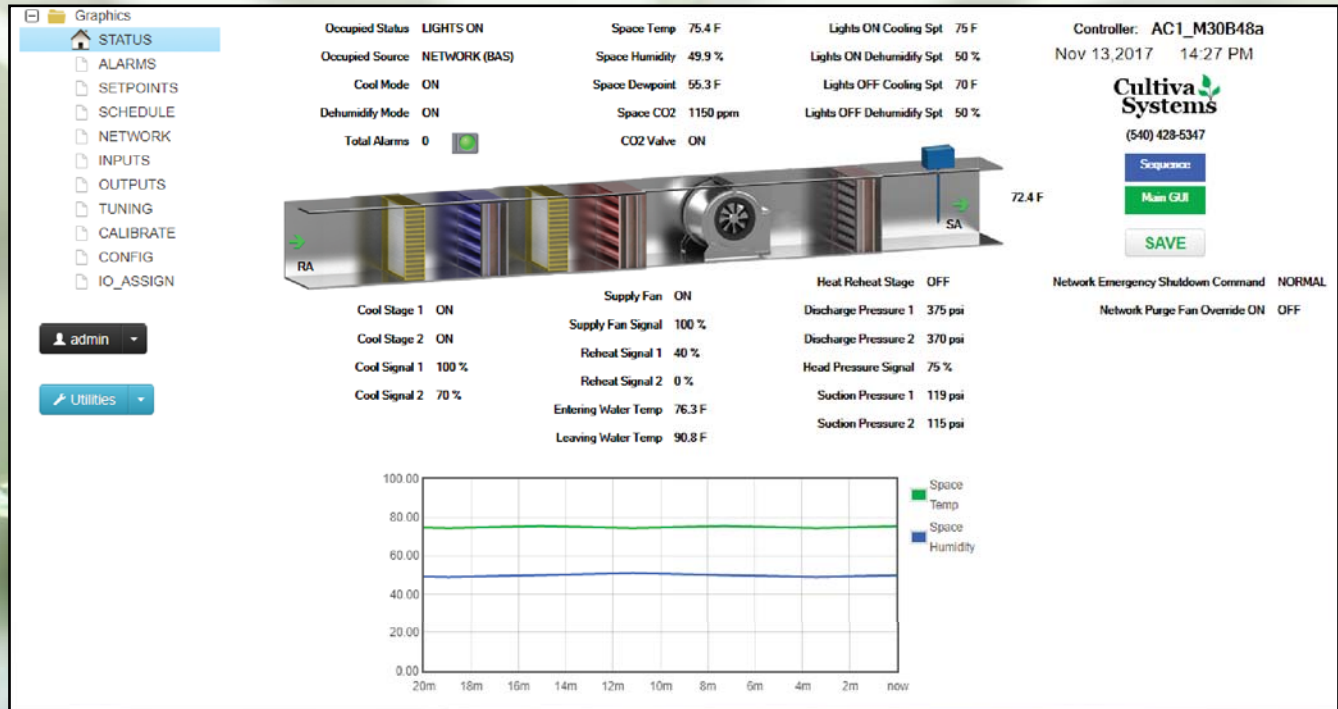 Graphics
STATUS
ALARMS
SETPOINTS
SCHEDULE
NETWORK
INPUTS
OUTPUTS
TUNING
CALIBRATE
CONFIG
IO_ASSIGN
admin
Utilities
Occupied Status LIGHTS ON
Occupied Source NETWORK (BAS)
Cool Mode ON
Dehumidify Mode ON
Total Alarms 0
Space Temp 75.4 F
Space Humidity 49.9 %
Space Dewpoint 55.3 F
Space CO2 1150 ppm
CO2 Valve ON
Lights ON Cooling Spt 75 F
Lights ON Dehumidify Spt 50 %
Lights OFF Cooling Spt 70 F
Lights OFF Dehumidify Spt 50 %
Controller: AC1_M30B48a
Nov 13,2017 14:27 PM
Cultiva
Systems
(540) 428-5347
Sequence
Main GUI
SAVE
Network Emergency Shutdown Command NORMAL
Network Purge Fan Override ON OFF
RA
SA
72.4 F
Cool Stage 1 ON
Cool Stage 2 ON
Cool Signal 1 100 %
Cool Signal 2 70 %
Supply Fan ON
Supply Fan Signal 100 %
Reheat Signal 1 40 %
Reheat Signal 2 0 %
Entering Water Temp 76.3 F
Leaving Water Temp 90.8 F
Heat Reheat Stage OFF
Discharge Pressure 1 375 psi
Discharge Pressure 2 370 psi
Head Pressure Signal 75 %
Suction Pressure 1 119 psi
Suction Pressure 2 115 psi
100.00
80.00
60.00
40.00
20.00
0.00
20m 18m 16m 14m 12m 10m 8m 6m 4m 2m now
Space
Temp
Space
Humidity